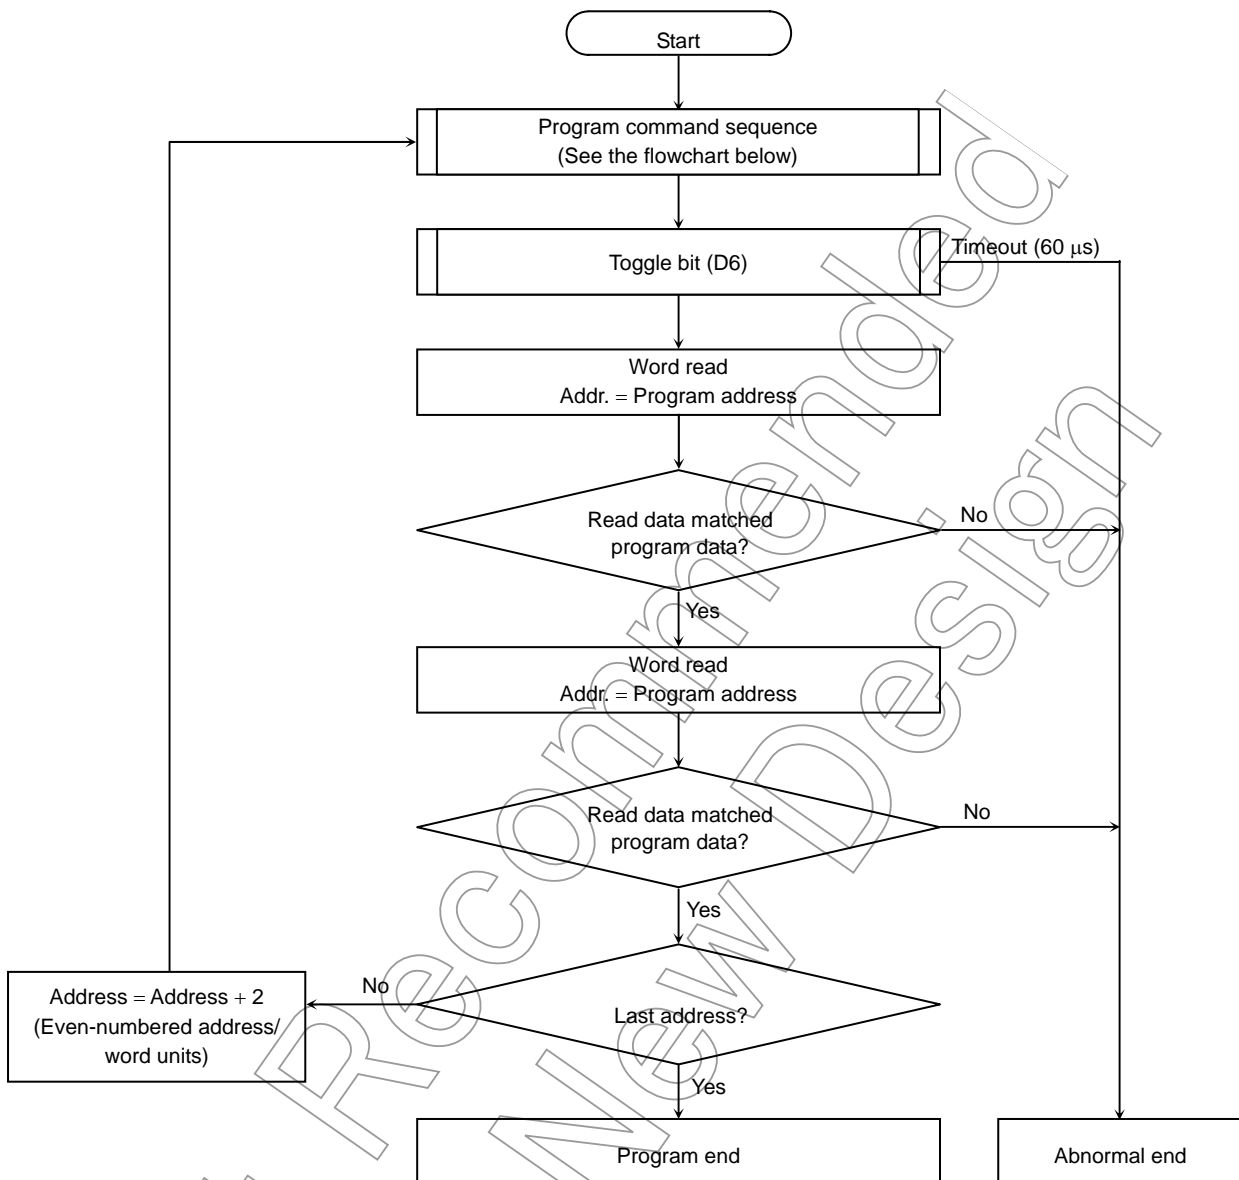 Start
Program command sequence
(See the flowchart below)
Toggle bit (D6)
Timeout (60 μs)
Word read
Addr. = Program address
Read data matched
program data?
No
Yes
Word read
Addr. = Program address
Read data matched
program data?
No
Yes
Last address?
No
Address = Address + 2
(Even-numbered address/
word units)
Yes
Program end
Abnormal end
Recommended
New Design